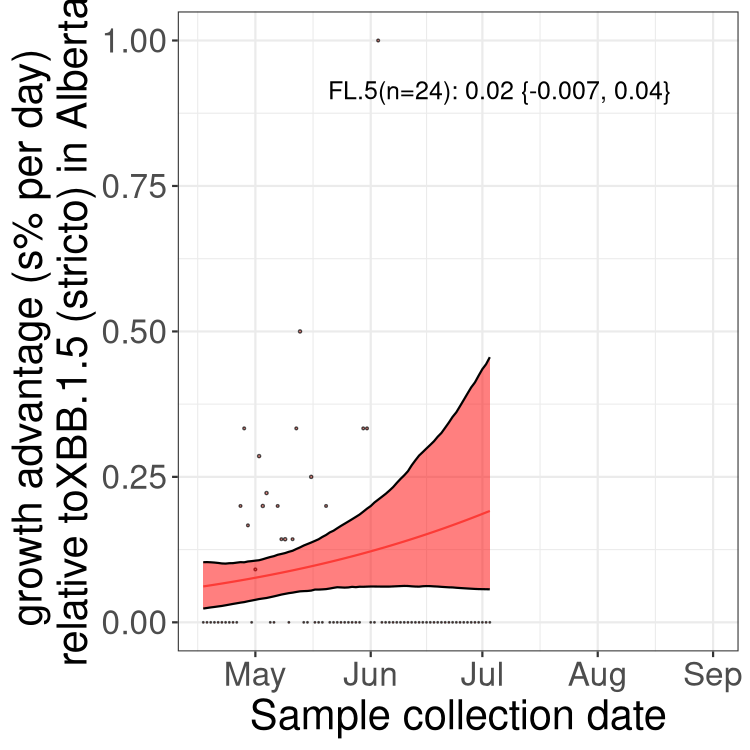 growth advantage (s% per day)
relative toXBB.1.5 (stricto) in Alberta
1.00
FL.5(n=24): 0.02 {-0.007, 0.04}
0.75
0.50
0.25
0.00
May Jun Jul Aug Sep
Sample collection date